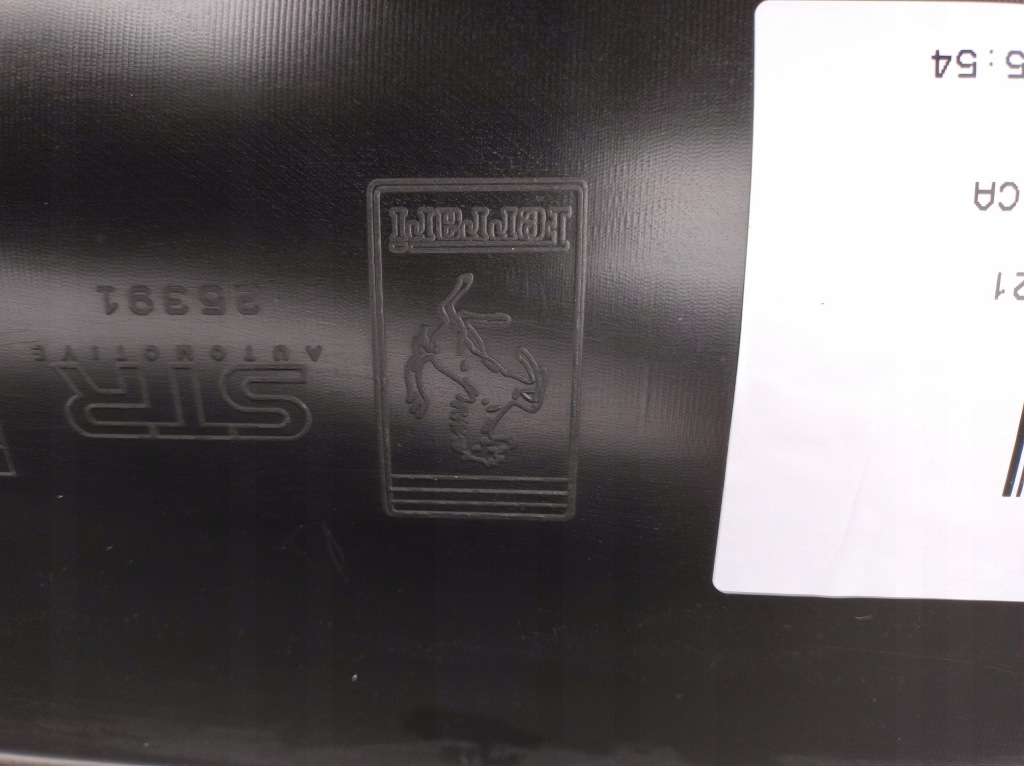 21
CA
5:54
Ferrari
STR
AUTOMOTIVE
25391